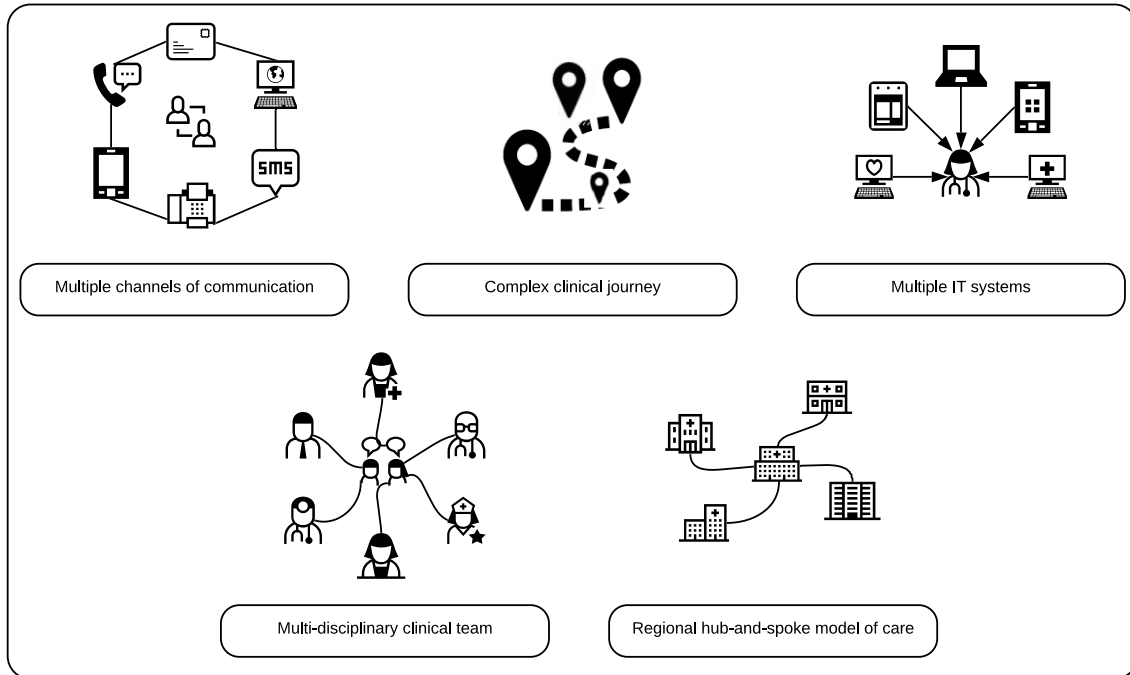 SMS
Multiple channels of communication
Complex clinical journey
Multiple IT systems
Multi-disciplinary clinical team
Regional hub-and-spoke model of care